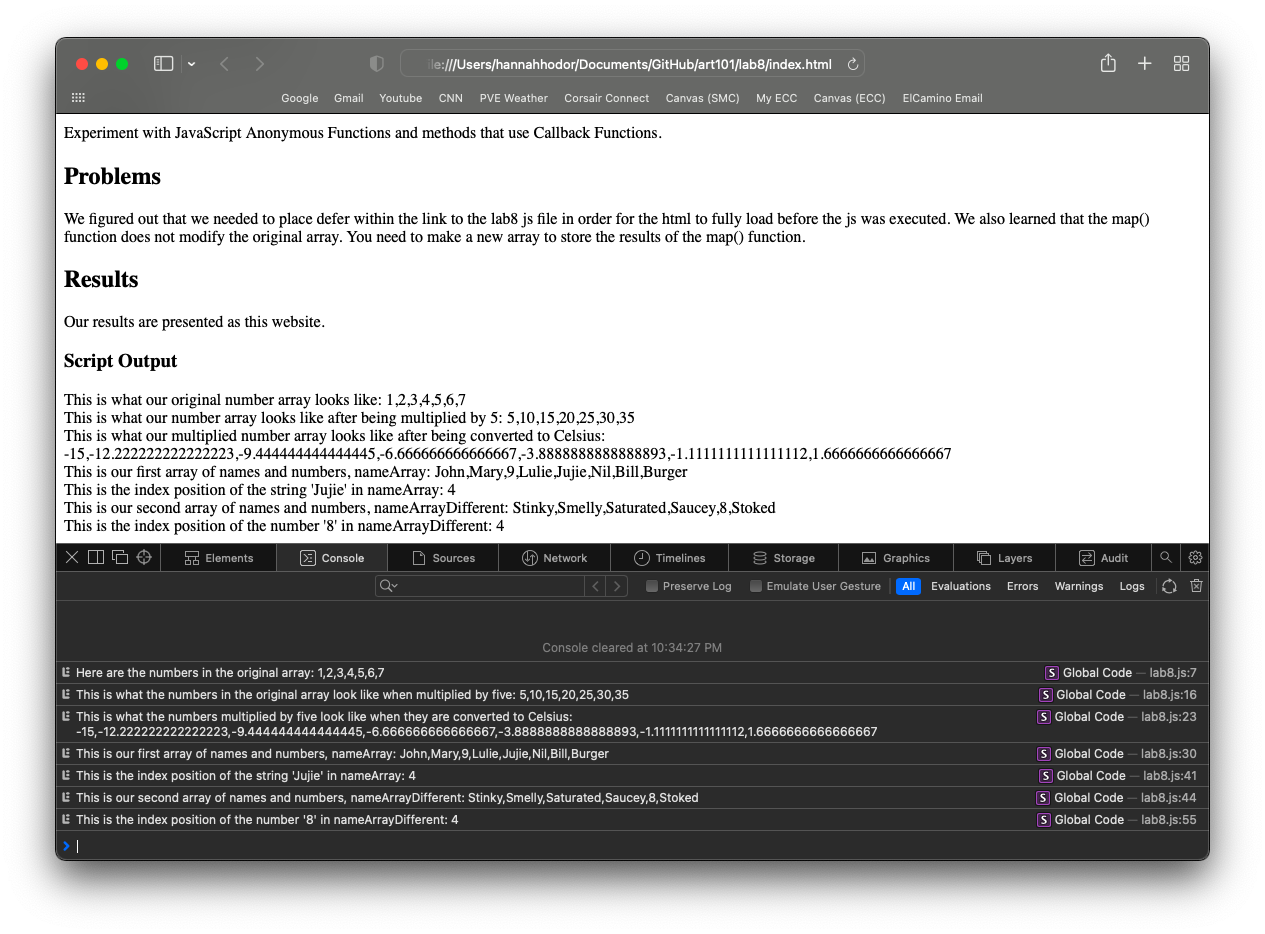 le:///Users/hannahhodor/Documents/GitHub/art101/lab8/index.html
Google Gmail Youtube CNN PVE Weather Corsair Connect Canvas (SMC) My ECC Canvas (ECC) ElCamino Email
Experiment with JavaScript Anonymous Functions and methods that use Callback Functions.
Problems
We figured out that we needed to place defer within the link to the lab8 js file in order for the html to fully load before the js was executed. We also learned that the map()
function does not modify the original array. You need to make a new array to store the results of the map() function.
Results
Our results are presented as this website.
Script Output
This is what our original number array looks like: 1,2,3,4,5,6,7
This is what our number array looks like after being multiplied by 5: 5,10,15,20,25,30,35
This is what our multiplied number array looks like after being converted to Celsius:
-15,-12.222222222222223,-9.444444444444445,-6.666666666666667,-3.8888888888888893,-1.1111111111111112,1.6666666666666667
This is our first array of names and numbers, nameArray: John,Mary,9,Lulie,Jujie,Nil,Bill,Burger
This is the index position of the string 'Jujie' in nameArray: 4
This is our second array of names and numbers, nameArrayDifferent: Stinky,Smelly,Saturated,Saucey,8,Stoked
This is the index position of the number '8' in nameArrayDifferent: 4
Elements Console Sources Network Timelines Storage Graphics Layers Audit
Preserve Log Emulate User Gesture All Evaluations Errors Warnings Logs
Console cleared at 10:34:27 PM
Here are the numbers in the original array: 1,2,3,4,5,6,7 S Global Code — lab8.js:7
This is what the numbers in the original array look like when multiplied by five: 5,10,15,20,25,30,35 S Global Code — lab8.js:16
This is what the numbers multiplied by five look like when they are converted to Celsius: S Global Code — lab8.js:23
-15,-12.222222222222223,-9.444444444444445,-6.666666666666667,-3.8888888888888893,-1.1111111111111112,1.6666666666666667
This is our first array of names and numbers, nameArray: John,Mary,9,Lulie,Jujie,Nil,Bill,Burger S Global Code — lab8.js:30
This is the index position of the string 'Jujie' in nameArray: 4 S Global Code — lab8.js:41
This is our second array of names and numbers, nameArrayDifferent: Stinky,Smelly,Saturated,Saucey,8,Stoked S Global Code — lab8.js:44
This is the index position of the number '8' in nameArrayDifferent: 4 S Global Code — lab8.js:55